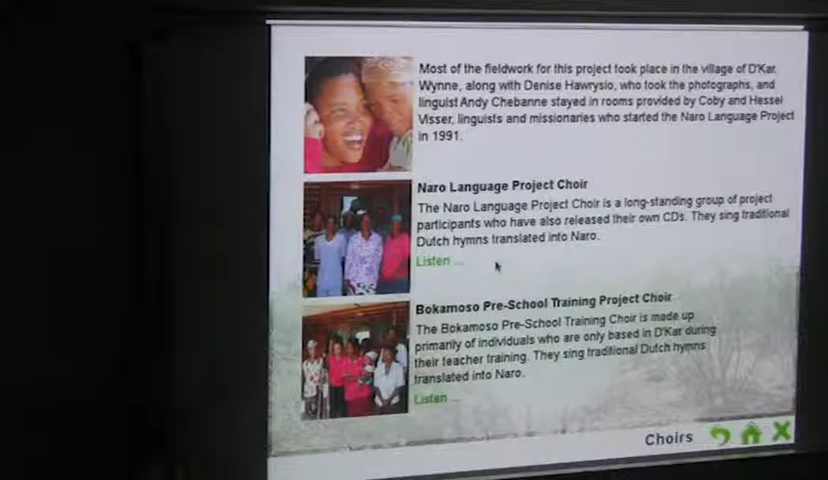 Most of the fieldwork for this project took place in the village of D'Kar.
Wynne, along with Denise Hawrysio, who took the photographs, and
linguist Andy Chebanne stayed in rooms provided by Coby and Hessel
Visser, linguists and missionaries who started the Naro Language Project
in 1991.
Naro Language Project Choir
The Naro Language Project Choir is a long-standing group of project
participants who have also released their own CDs. They sing traditional
Dutch hymns translated into Naro.
Listen ...
Bokamoso Pre-School Training Project Choir
The Bokamoso Pre-School Training Choir is made up
primarily of individuals who are only based in D'Kar during
their teacher training. They sing traditional Dutch hymns
translated into Naro.
Listen ...
Choirs